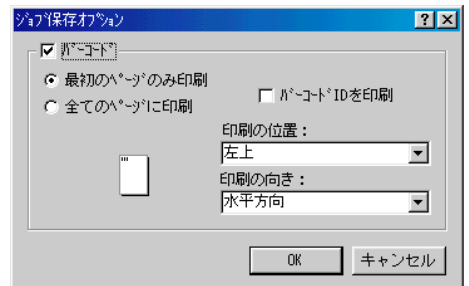 ｼﾞｮﾌﾞ保存ｵﾌﾟｼｮﾝ
ﾊﾞｰｺｰﾄﾞ
最初のﾍﾟｰｼﾞのみ印刷
全てのﾍﾟｰｼﾞに印刷
ﾊﾞｰｺｰﾄﾞIDを印刷
印刷の位置：
左上
印刷の向き：
水平方向
OK
キャンセル